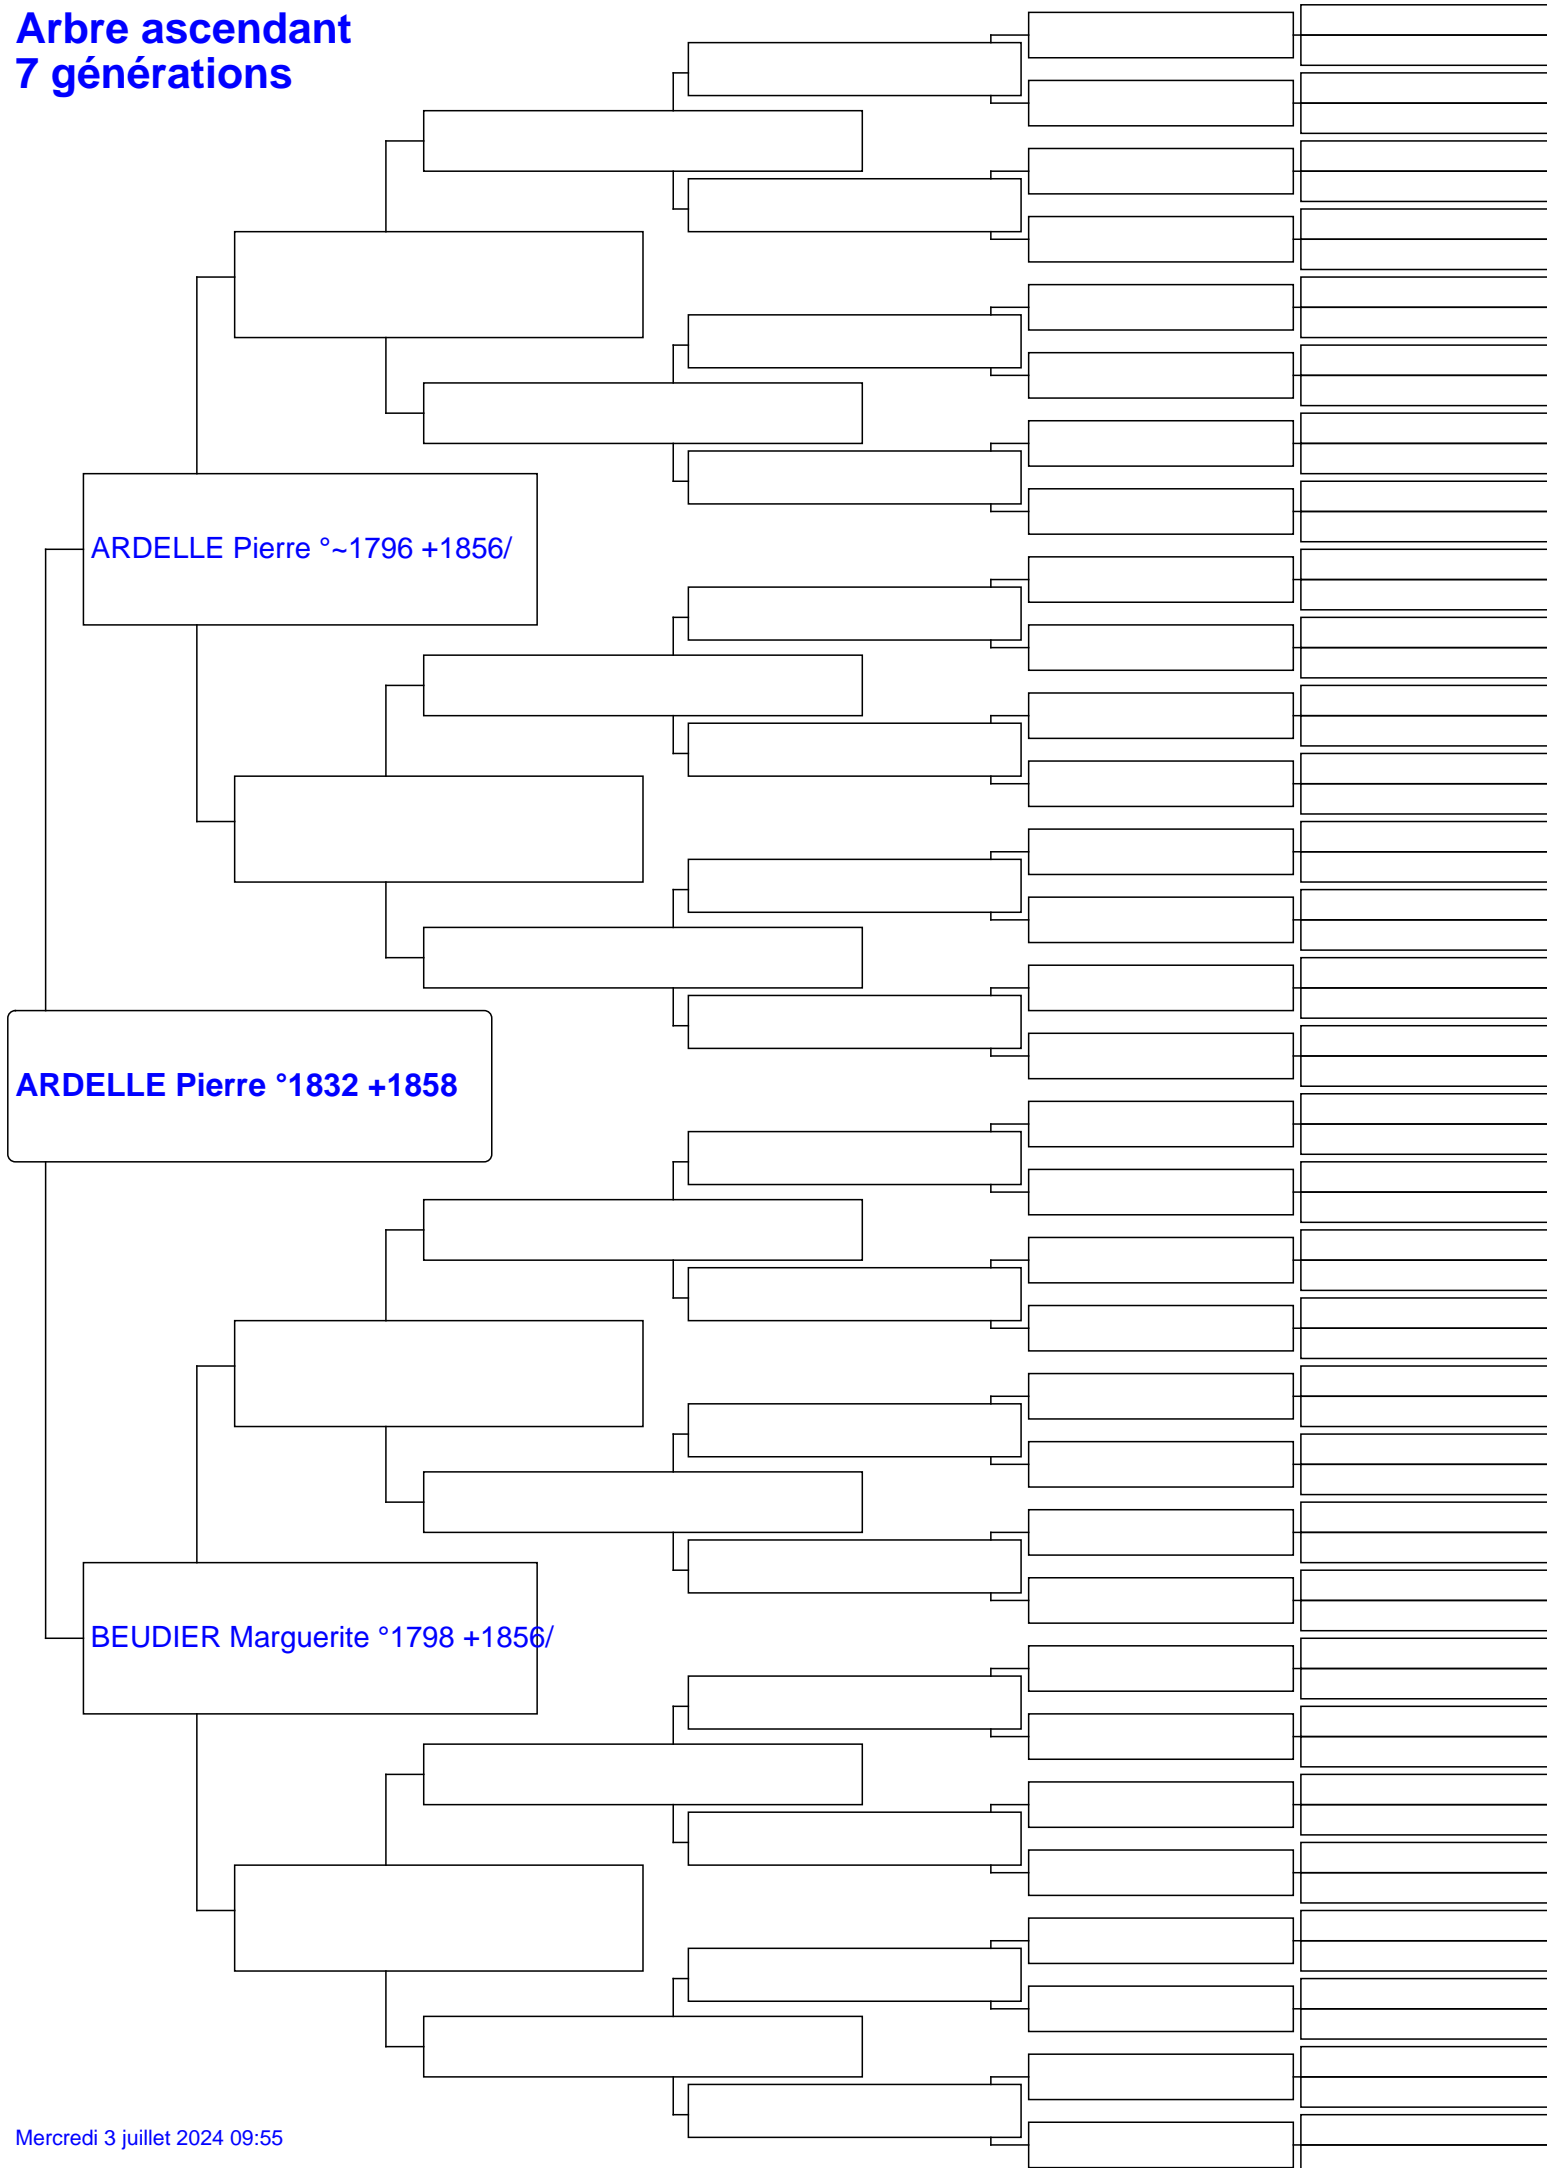 Arbre ascendant
7 générations
ARDELLE Pierre °~1796 +1856/
ARDELLE Pierre °1832 +1858
BEUDIER Marguerite °1798 +1856/
Mercredi 3 juillet 2024 09:55